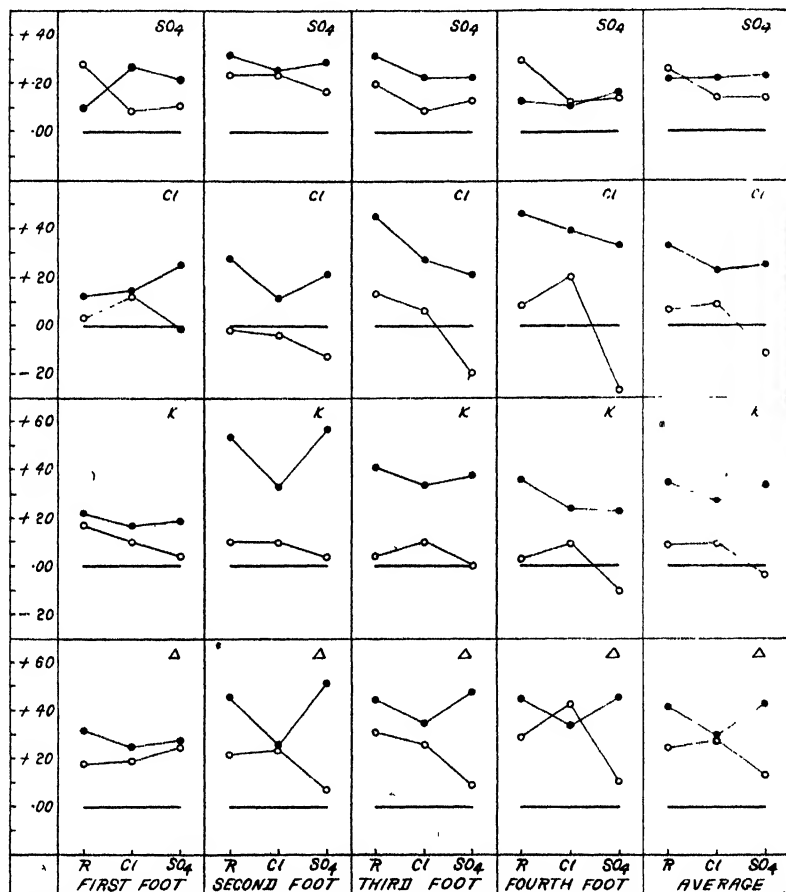 + 40 SO4 SO4 SO4 SO4 SO4
+ .20
.00
Cl Cl Cl Cl Cl
+ 40
+ 20
.00
- 20
+ 60 K K K K K
+ 40
+ 20
.00
- 20
+ 60 Δ Δ Δ Δ Δ
+ 40
+ 20
.00
R Cl SO4 R Cl SO4 R Cl SO4 R Cl SO4 R Cl SO4
FIRST FOOT SECOND FOOT THIRD FOOT FOURTH FOOT AVERAGE